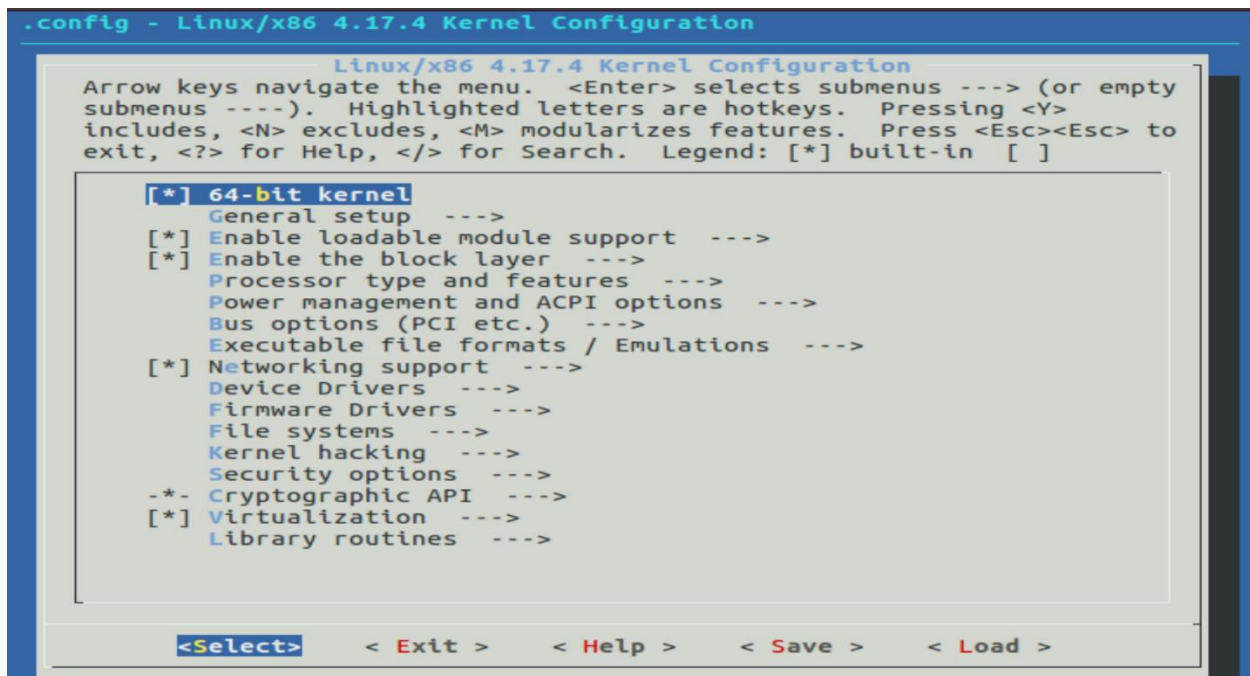 .config - Linux/x86 4.17.4 Kernel Configuration
Linux/x86 4.17.4 Kernel Configuration
Arrow keys navigate the menu.  <Enter> selects submenus ---> (or empty
submenus ----).  Highlighted letters are hotkeys.  Pressing <Y>
includes, <N> excludes, <M> modularizes features.  Press <Esc><Esc> to
exit, <?> for Help, </> for Search.  Legend: [*] built-in  [ ]
[*] 64-bit kernel
General setup  --->
[*] Enable loadable module support  --->
[*] Enable the block layer  --->
Processor type and features  --->
Power management and ACPI options  --->
Bus options (PCI etc.)  --->
Executable file formats / Emulations  --->
[*] Networking support  --->
Device Drivers  --->
Firmware Drivers  --->
File systems  --->
Kernel hacking  --->
Security options  --->
-*- Cryptographic API  --->
[*] Virtualization  --->
Library routines  --->
<Select>    < Exit >    < Help >    < Save >    < Load >